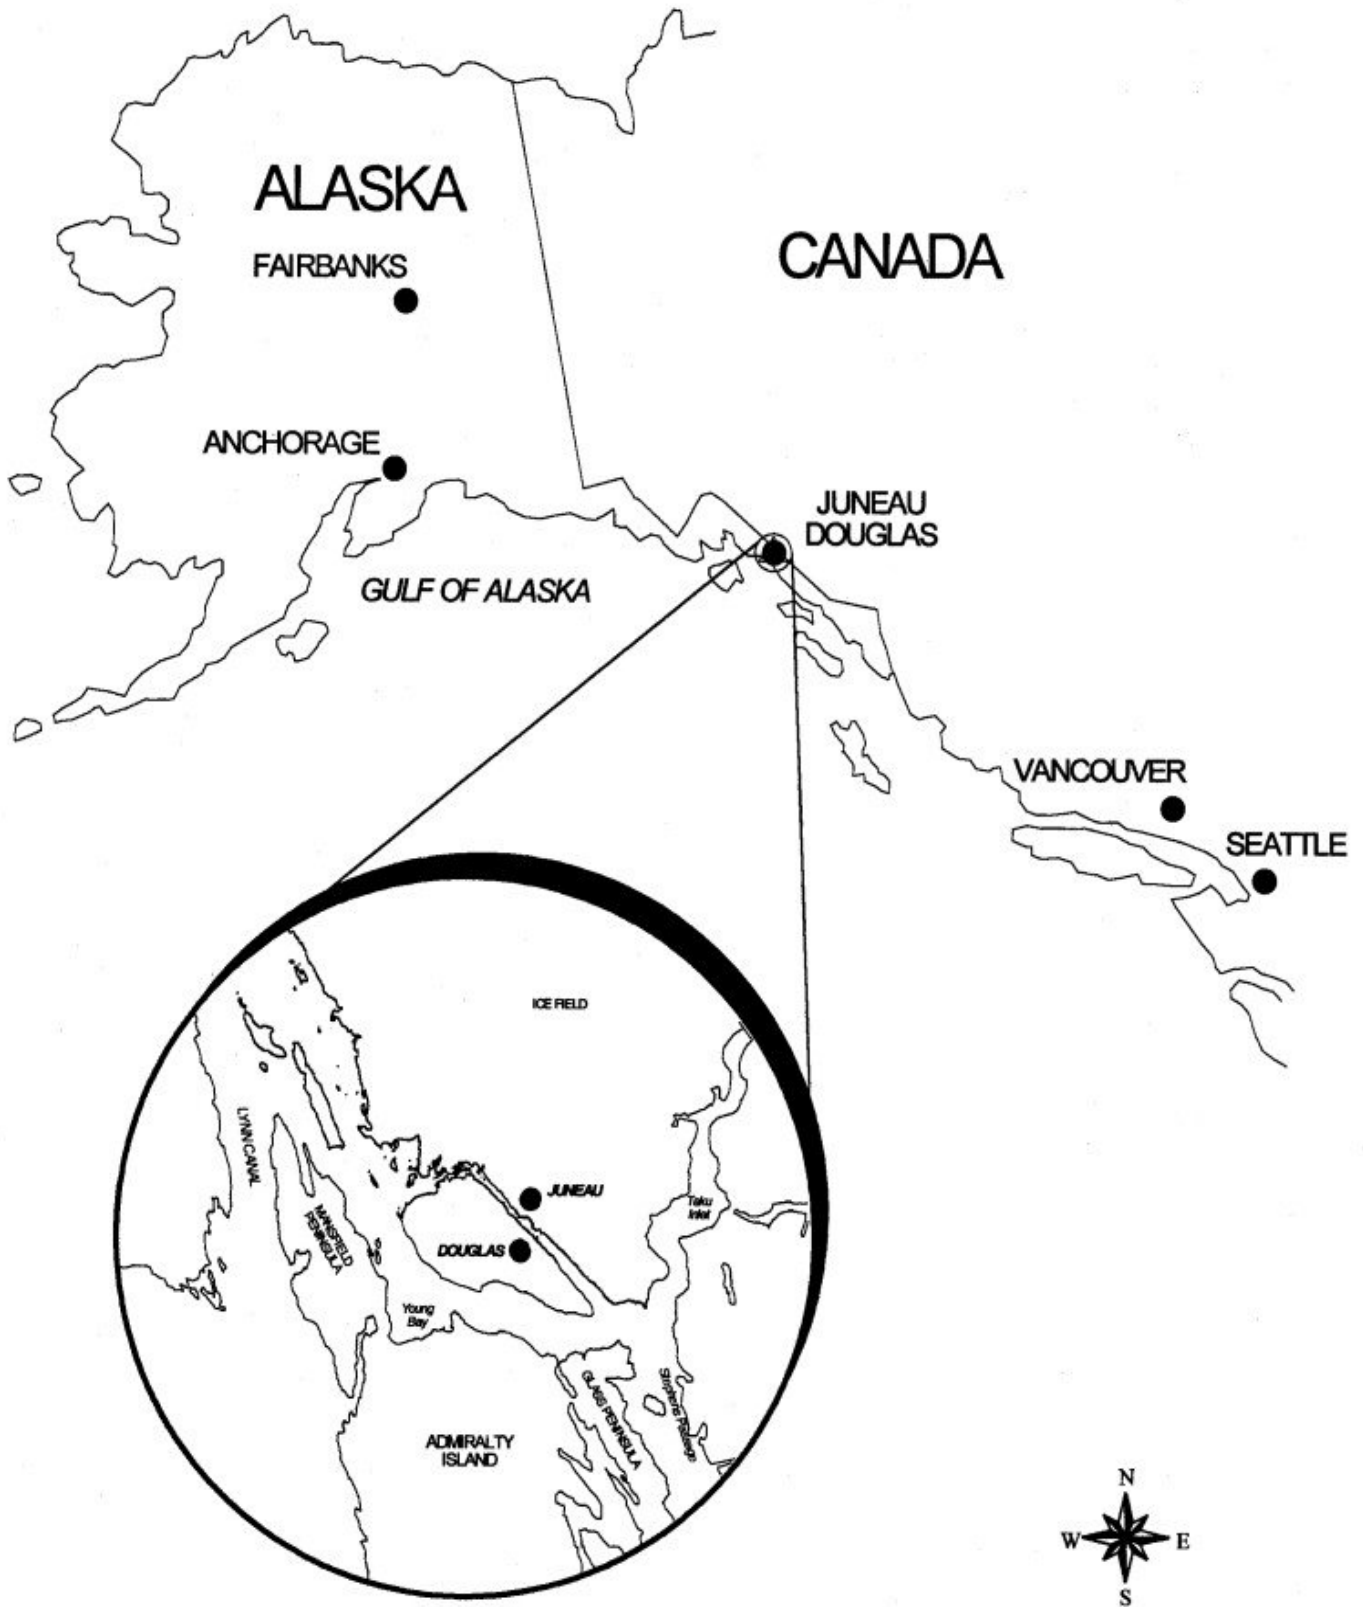 ALASKA
CANADA
FAIRBANKS
ANCHORAGE
JUNEAU
DOUGLAS
GULF OF ALASKA
VANCOUVER
SEATTLE
ICE FIELD
LYNN CANAL
JUNEAU
MANSFIELD
PENINSULA
Taku
Inlet
DOUGLAS
Young
Bay
GLASS PENINSULA
Stephens Passage
ADMIRALTY
ISLAND
N
W
E
S